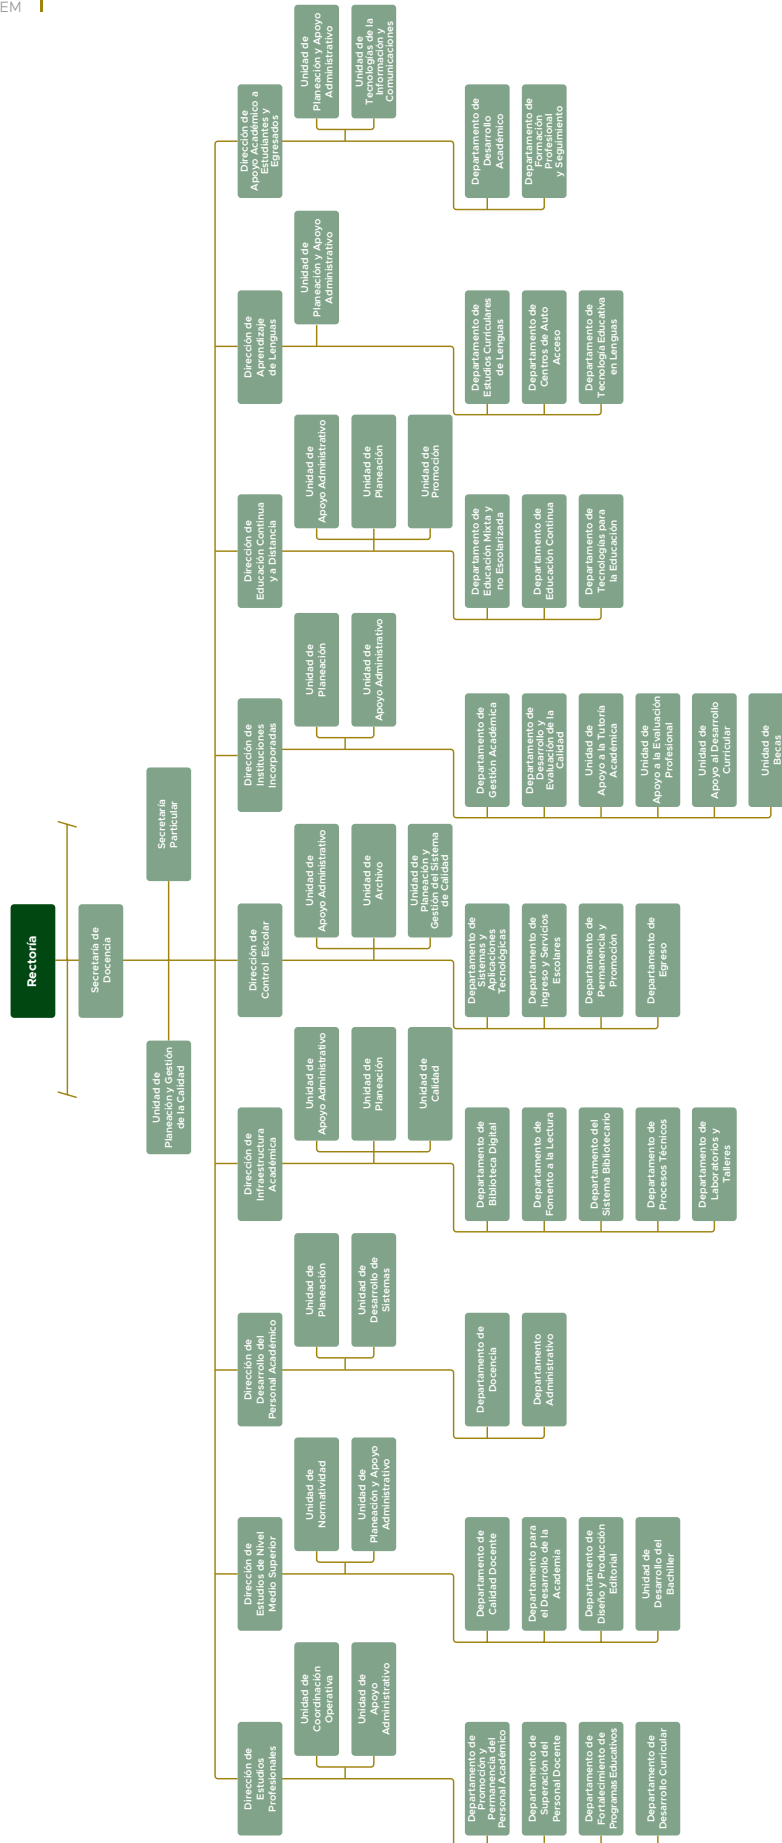 EM
Rectoría
Secretaría de
Docencia
Unidad de
Planeación y Gestión
de la Calidad
Secretaría
Particular
Dirección de
Estudios
Profesionales
Unidad de
Coordinación
Operativa
Unidad de
Apoyo
Administrativo
Departamento de
Promoción y
Permanencia del
Personal Académico
Departamento de
Superación del
Personal Docente
Departamento de
Fortalecimiento de
Programas Educativos
Departamento de
Desarrollo Curricular
Dirección de
Estudios de Nivel
Medio Superior
Unidad de
Normatividad
Unidad de
Planeación y Apoyo
Administrativo
Departamento de
Calidad Docente
Departamento para
el Desarrollo de la
Academia
Departamento de
Diseño y Producción
Editorial
Unidad de
Desarrollo del
Bachiller
Dirección de
Desarrollo del
Personal Académico
Unidad de
Planeación
Unidad de
Desarrollo de
Sistemas
Departamento de
Docencia
Departamento
Administrativo
Dirección de
Infraestructura
Académica
Unidad de
Apoyo Administrativo
Unidad de
Planeación
Unidad de
Calidad
Departamento de
Biblioteca Digital
Departamento de
Fomento a la Lectura
Departamento del
Sistema Bibliotecario
Departamento de
Procesos Técnicos
Departamento de
Laboratorios y
Talleres
Dirección de
Control Escolar
Unidad de
Apoyo Administrativo
Unidad de
Archivo
Unidad de
Planeación y
Gestión del Sistema
de Calidad
Departamento de
Sistemas y
Aplicaciones
Tecnológicas
Departamento de
Ingreso y Servicios
Escolares
Departamento de
Permanencia y
Promoción
Departamento de
Egreso
Dirección de
Instituciones
Incorporadas
Unidad de
Planeación
Unidad de
Apoyo Administrativo
Departamento de
Gestión Académica
Departamento de
Desarrollo y
Evaluación de la
Calidad
Unidad de
Apoyo a la Tutoría
Académica
Unidad de
Apoyo a la Evaluación
Profesional
Unidad de
Apoyo al Desarrollo
Curricular
Unidad de
Becas
Dirección de
Educación Continua
y a Distancia
Unidad de
Apoyo Administrativo
Unidad de
Planeación
Unidad de
Promoción
Departamento de
Educación Mixta y
no Escolarizada
Departamento de
Educación Continua
Departamento de
Tecnologías para
la Educación
Dirección de
Aprendizaje
de Lenguas
Unidad de
Planeación y Apoyo
Administrativo
Departamento de
Estudios Curriculares
de Lenguas
Departamento de
Centros de Auto
Acceso
Departamento de
Tecnología Educativa
en Lenguas
Dirección de
Apoyo Académico a
Estudiantes y
Egresados
Unidad de
Planeación y Apoyo
Administrativo
Unidad de
Tecnologías de la
Información y
Comunicaciones
Departamento de
Desarrollo
Académico
Departamento de
Formación
Profesional
y Seguimiento